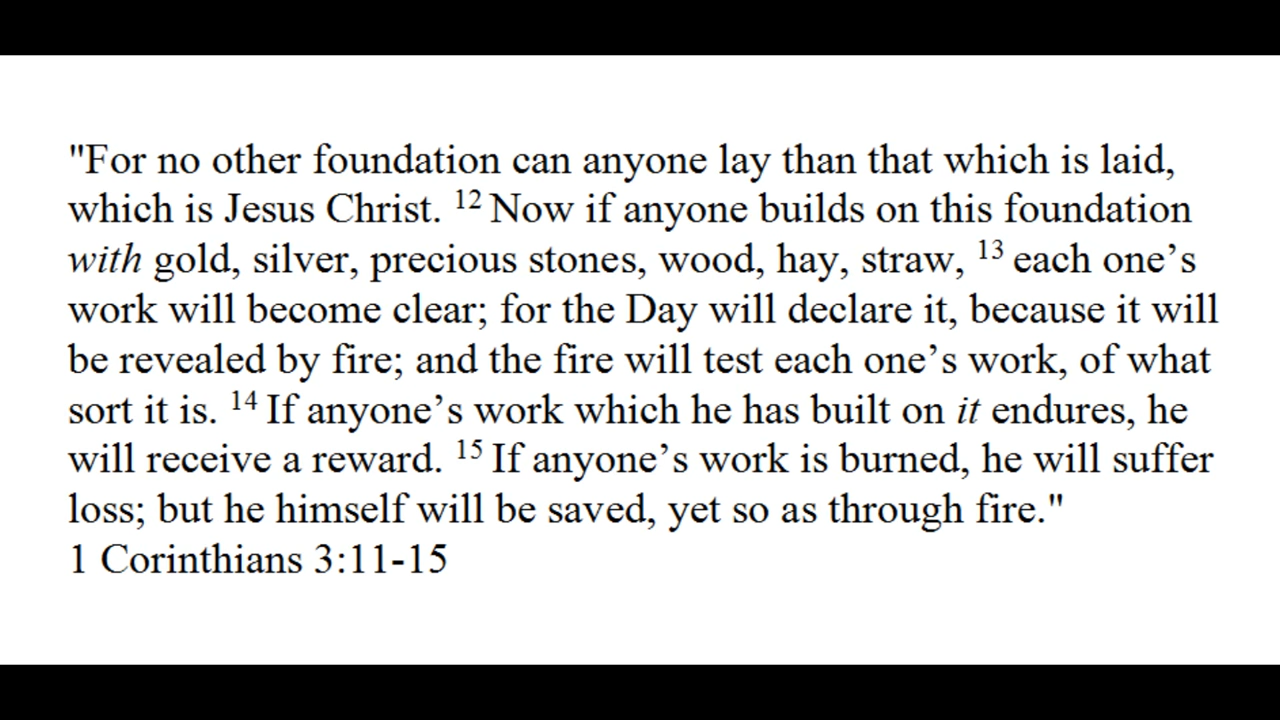 "For no other foundation can anyone lay than that which is laid,
which is Jesus Christ. 12 Now if anyone builds on this foundation
with gold, silver, precious stones, wood, hay, straw, 13 each one’s
work will become clear; for the Day will declare it, because it will
be revealed by fire; and the fire will test each one’s work, of what
sort it is. 14 If anyone’s work which he has built on it endures, he
will receive a reward. 15 If anyone’s work is burned, he will suffer
loss; but he himself will be saved, yet so as through fire."
1 Corinthians 3:11-15